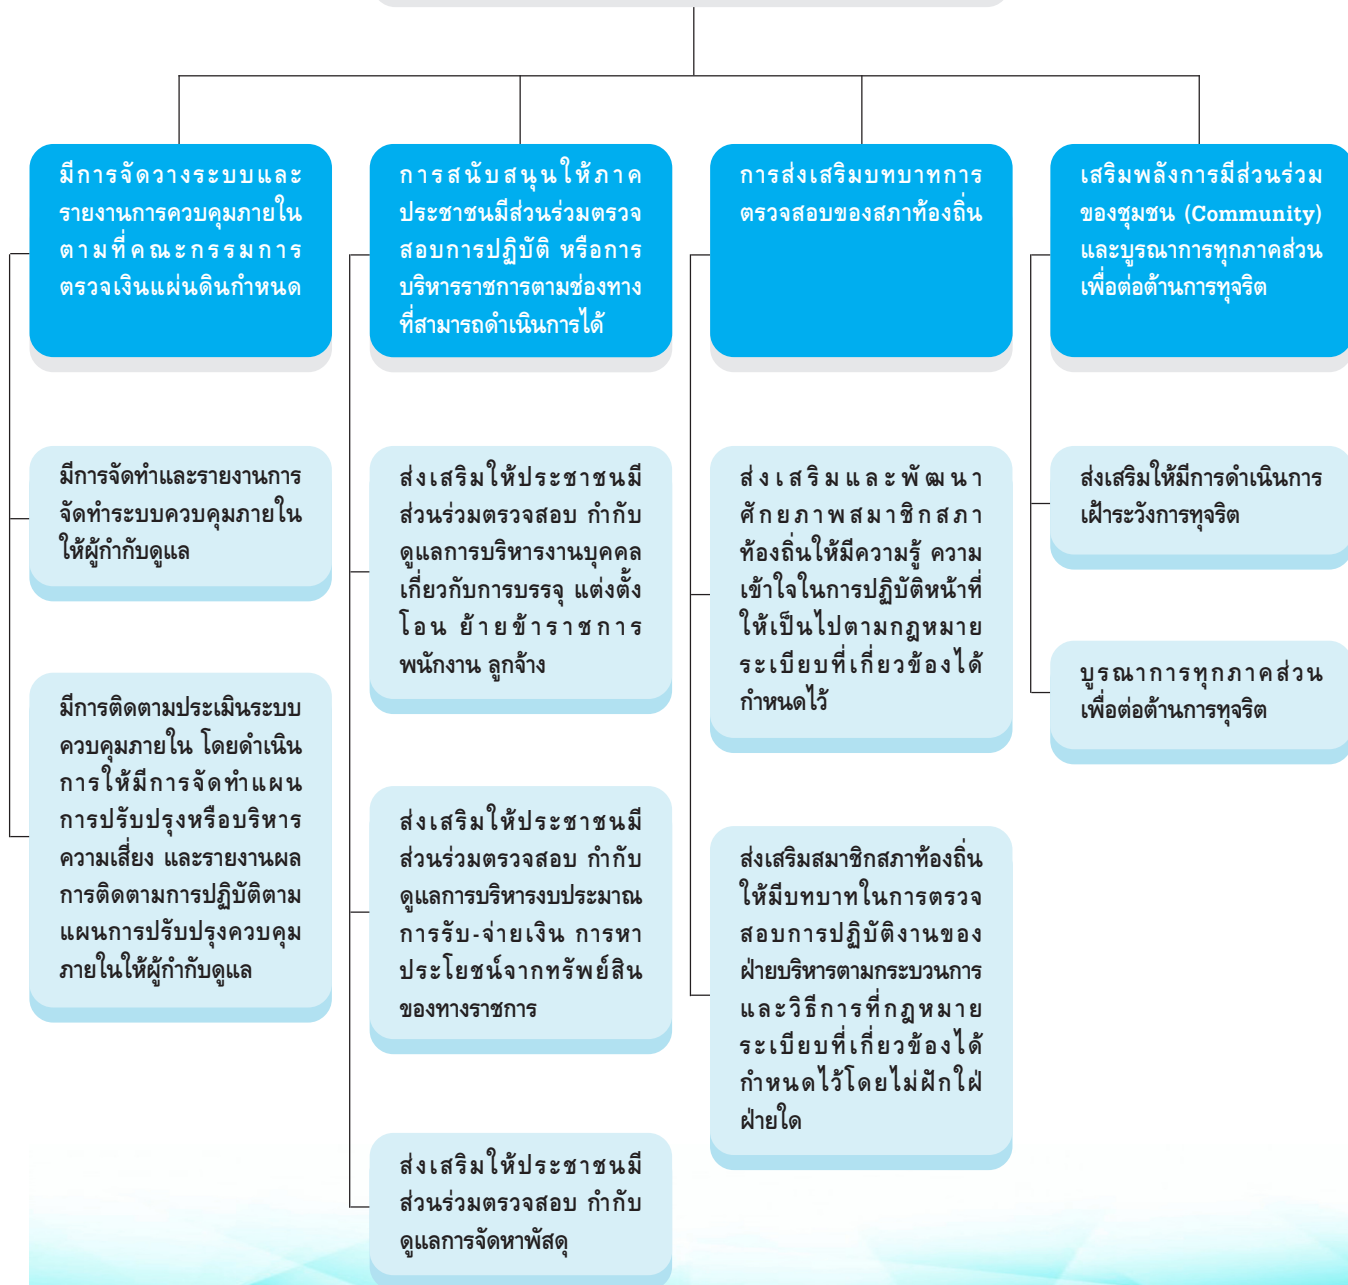 มีการจัดวางระบบและ
รายงานการควบคุมภายใน
ตามที่คณะกรรมการ
ตรวจเงินแผ่นดินกำหนด
มีการจัดทำและรายงานการ
จัดทำระบบควบคุมภายใน
ให้ผู้กำกับดูแล
มีการติดตามประเมินระบบ
ควบคุมภายใน โดยดำเนิน
การให้มีการจัดทำแผน
การปรับปรุงหรือบริหาร
ความเสี่ยง และรายงานผล
การติดตามการปฏิบัติตาม
แผนการปรับปรุงควบคุม
ภายในให้ผู้กำกับดูแล
การสนับสนุนให้ภาค
ประชาชนมีส่วนร่วมตรวจ
สอบการปฏิบัติ หรือการ
บริหารราชการตามช่องทาง
ที่สามารถดำเนินการได้
ส่งเสริมให้ประชาชนมี
ส่วนร่วมตรวจสอบ กำกับ
ดูแลการบริหารงานบุคคล
เกี่ยวกับการบรรจุ แต่งตั้ง
โอน ย้ายข้าราชการ
พนักงาน ลูกจ้าง
ส่งเสริมให้ประชาชนมี
ส่วนร่วมตรวจสอบ กำกับ
ดูแลการบริหารงบประมาณ
การรับ-จ่ายเงิน การหา
ประโยชน์จากทรัพย์สิน
ของทางราชการ
ส่งเสริมให้ประชาชนมี
ส่วนร่วมตรวจสอบ กำกับ
ดูแลการจัดหาพัสดุ
การส่งเสริมบทบาทการ
ตรวจสอบของสภาท้องถิ่น
ส่งเสริมและพัฒนา
ศักยภาพสมาชิกสภา
ท้องถิ่นให้มีความรู้ ความ
เข้าใจในการปฏิบัติหน้าที่
ให้เป็นไปตามกฎหมาย
ระเบียบที่เกี่ยวข้องได้
กำหนดไว้
ส่งเสริมสมาชิกสภาท้องถิ่น
ให้มีบทบาทในการตรวจ
สอบการปฏิบัติงานของ
ฝ่ายบริหารตามกระบวนการ
และวิธีการที่กฎหมาย
ระเบียบที่เกี่ยวข้องได้
กำหนดไว้โดยไม่ฝักใฝ่
ฝ่ายใด
เสริมพลังการมีส่วนร่วม
ของชุมชน (Community)
และบูรณาการทุกภาคส่วน
เพื่อต่อต้านการทุจริต
ส่งเสริมให้มีการดำเนินการ
เฝ้าระวังการทุจริต
บูรณาการทุกภาคส่วน
เพื่อต่อต้านการทุจริต